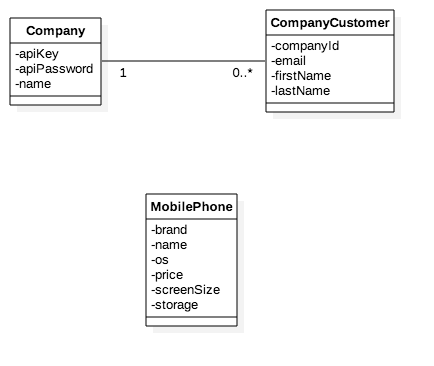 Company
-apiKey
-apiPassword
-name
1
0..*
CompanyCustomer
-companyId
-email
-firstName
-lastName
MobilePhone
-brand
-name
-os
-price
-screenSize
-storage